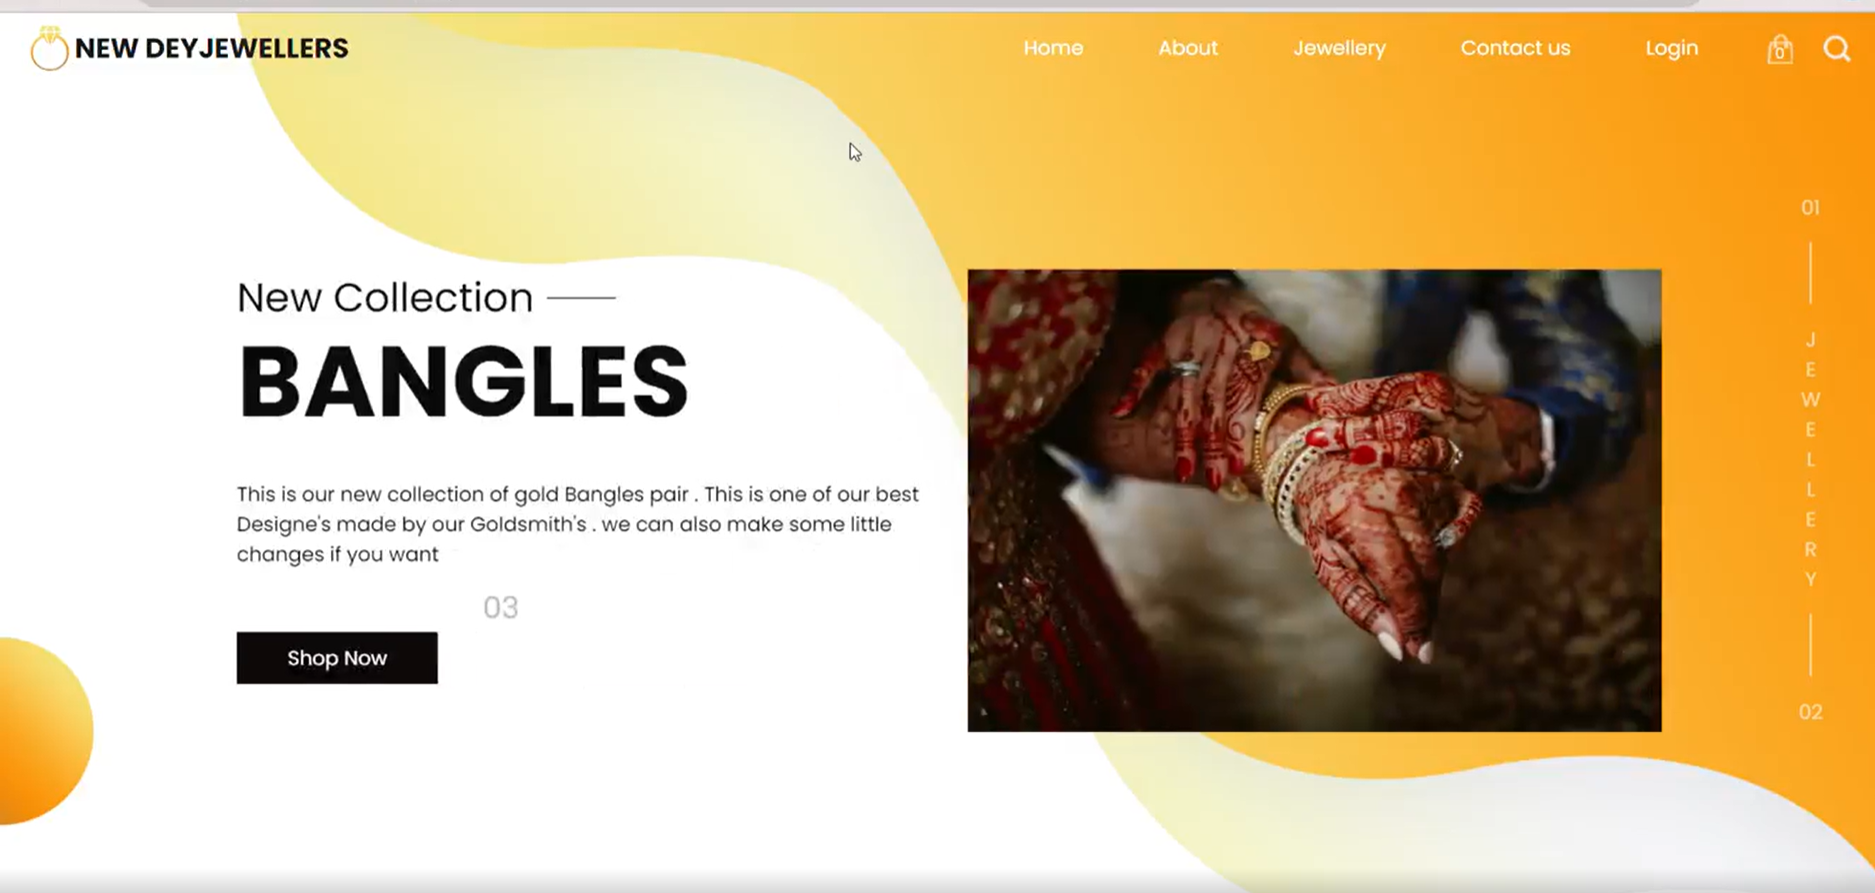 NEW DEYJEWELLERS
Home About Jewellery Contact us Login 0
01
New Collection
BANGLES
This is our new collection of gold Bangles pair . This is one of our best
Designe's made by our Goldsmith's . we can also make some little
changes if you want
03
Shop Now
JEWELLERY
02